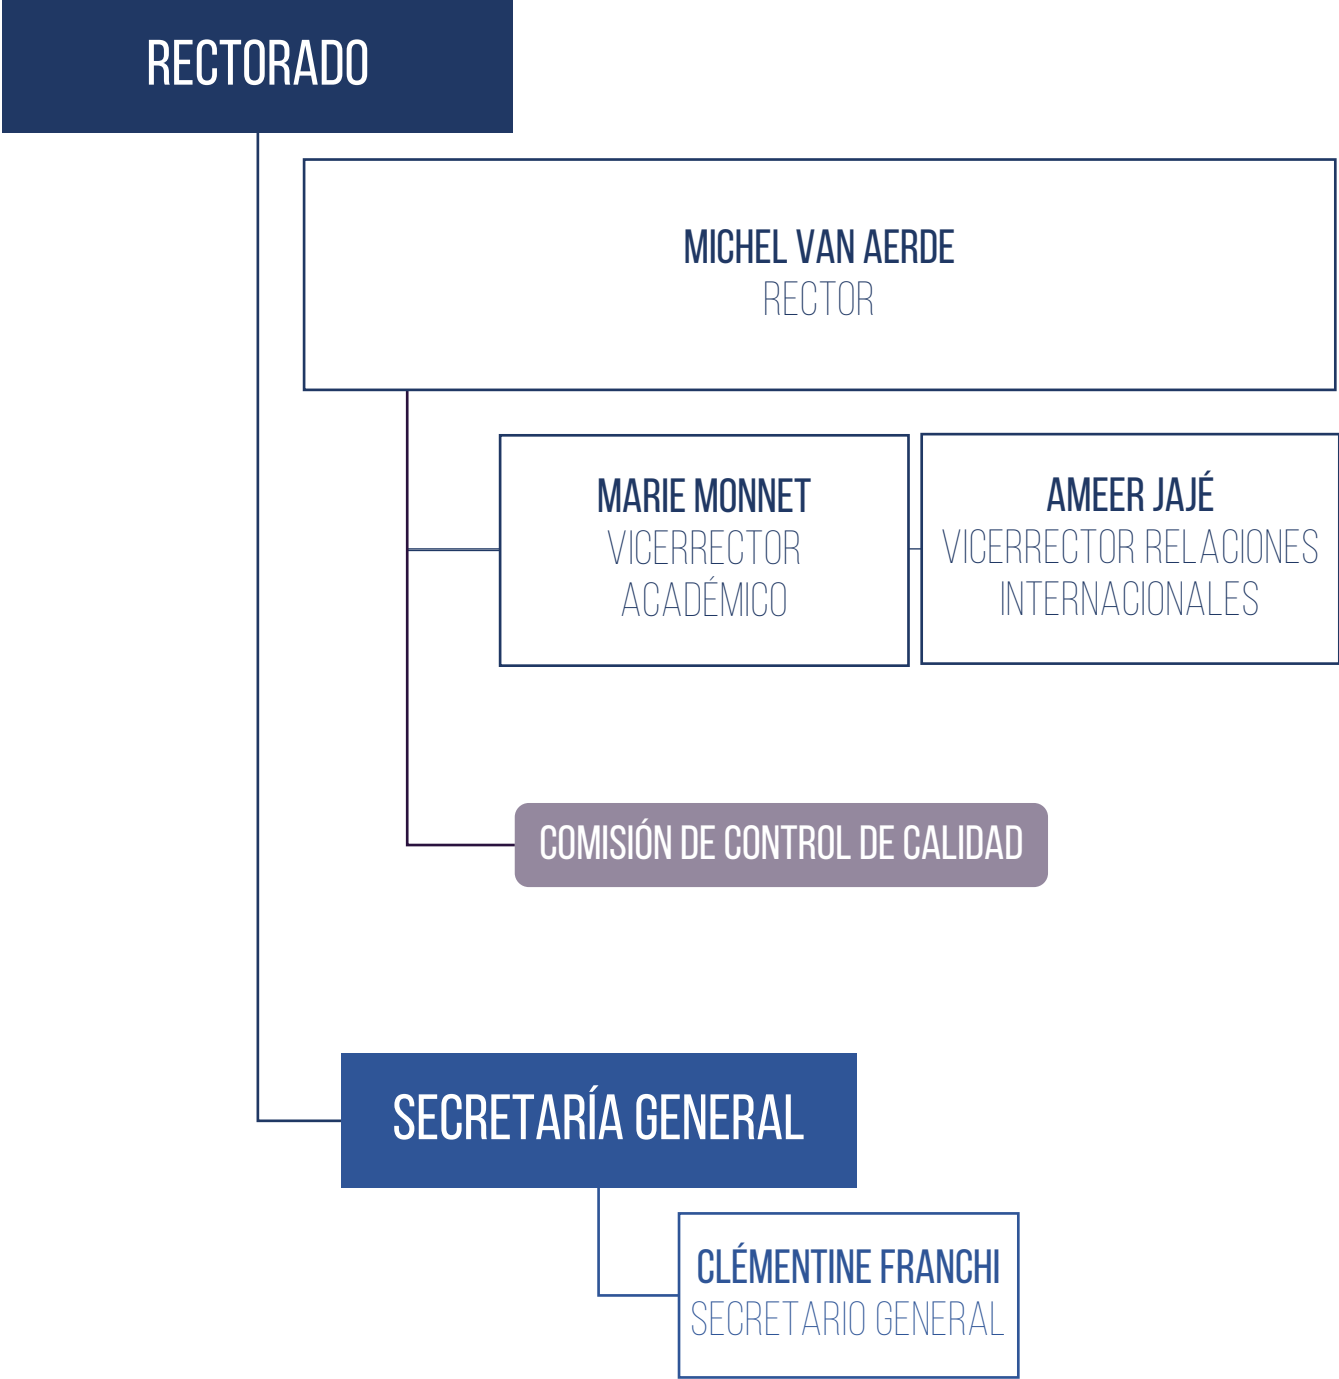 RECTORADO
MICHEL VAN AERDE
RECTOR
MARIE MONNET
VICERRECTOR
ACADÉMICO
AMEER JAJÉ
VICERRECTOR RELACIONES
INTERNACIONALES
COMISIÓN DE CONTROL DE CALIDAD
SECRETARÍA GENERAL
CLÉMENTINE FRANCHI
SECRETARIO GENERAL